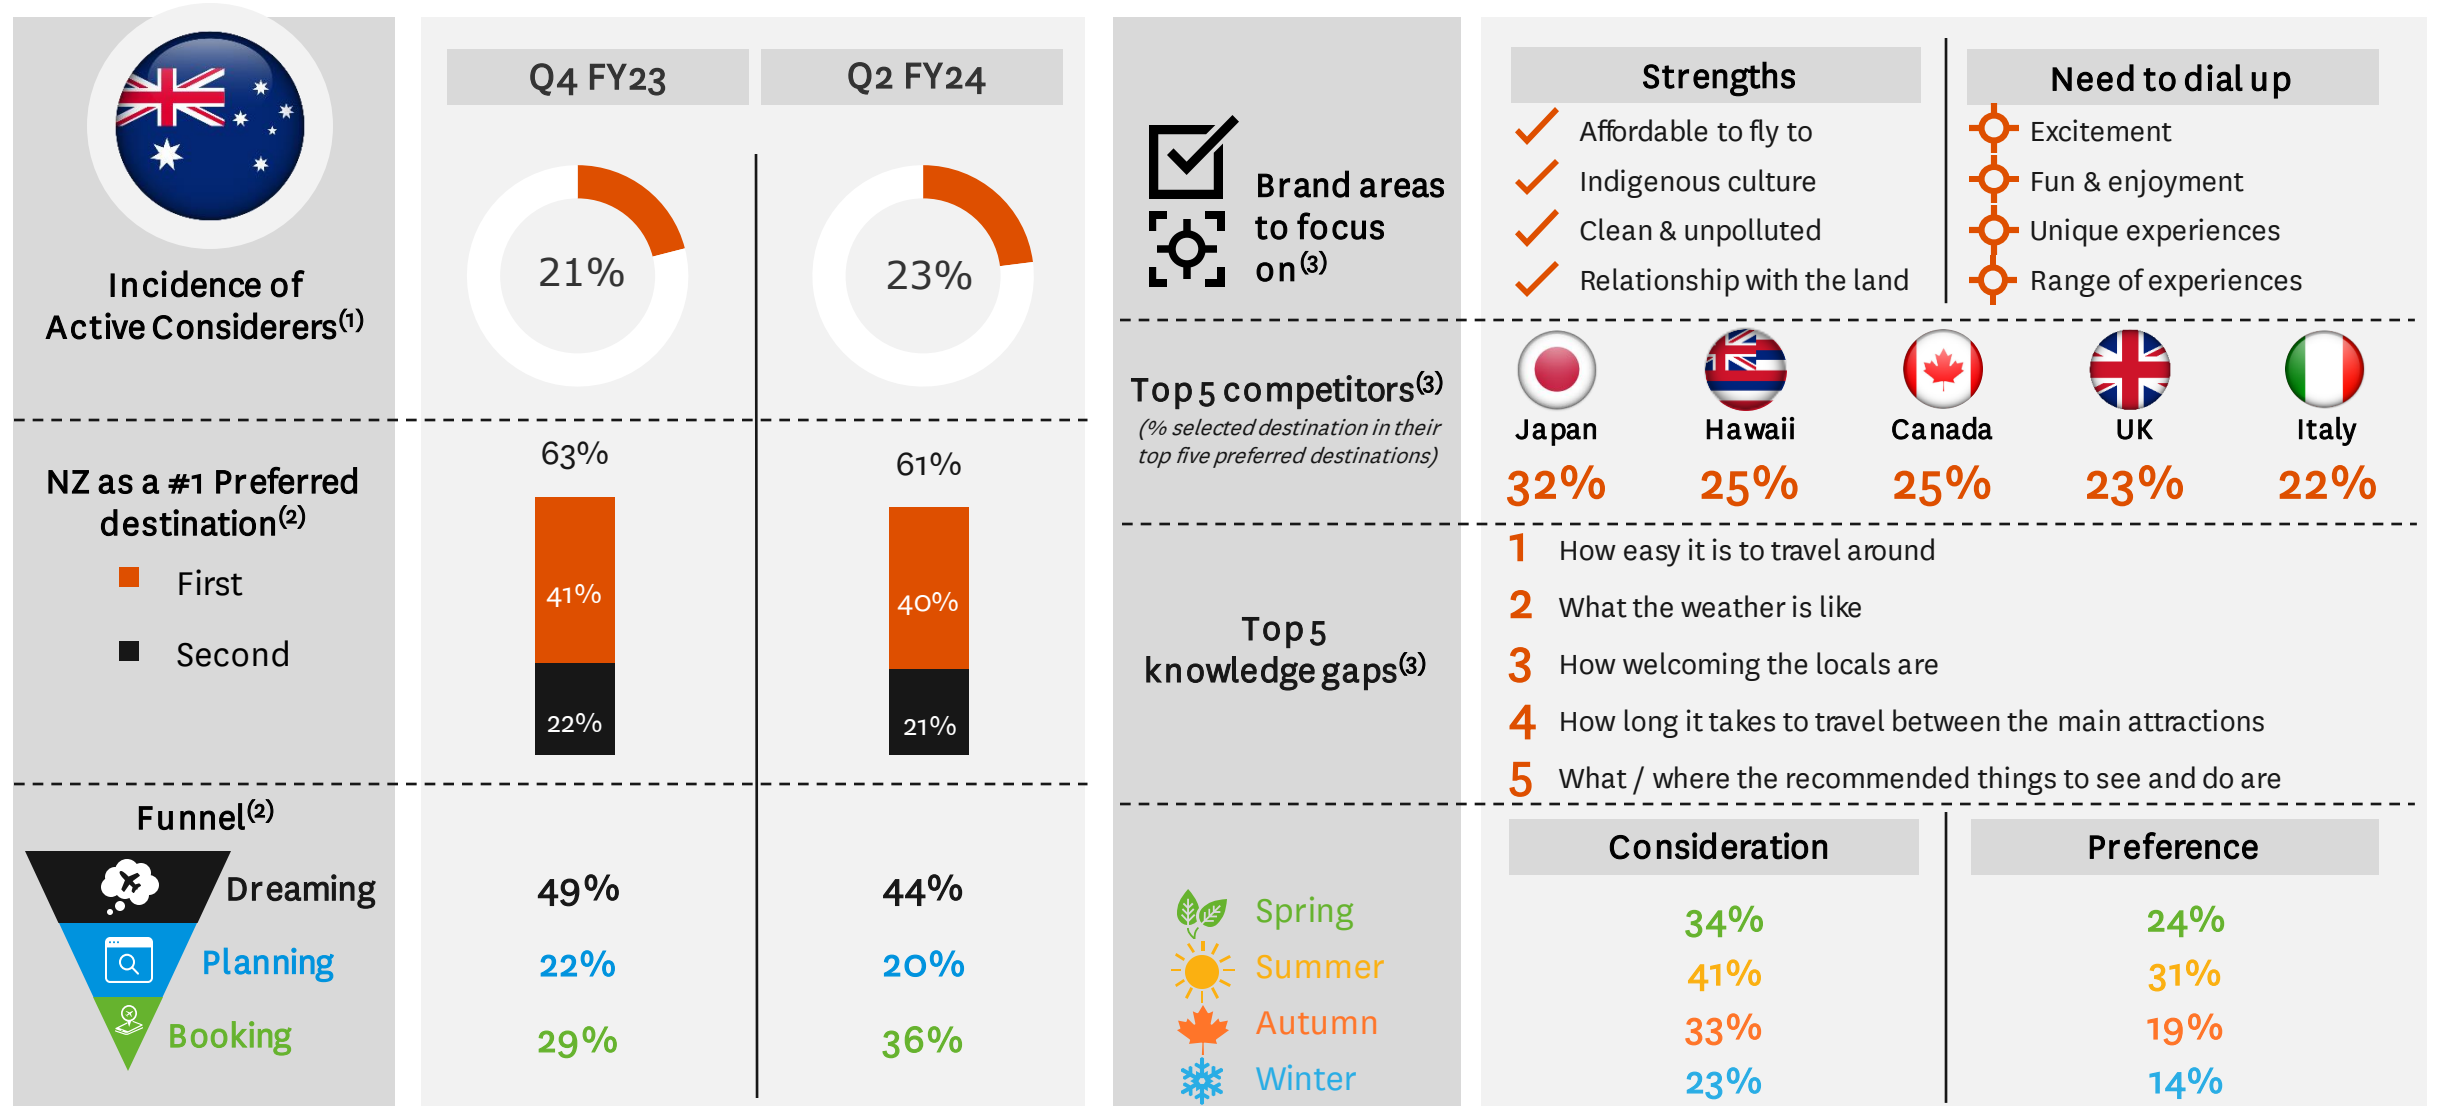 Q4 FY23
Q2 FY24
Incidence of
Active Considerers(1)
21%
23%
NZ as a #1 Preferred
destination(2)
First
Second
63%
41%
22%
61%
40%
21%
Funnel(2)
Dreaming
49%
44%
Planning
22%
20%
Booking
29%
36%
Brand areas
to focus
on(3)
Strengths
Affordable to fly to
Indigenous culture
Clean & unpolluted
Relationship with the land
Need to dial up
Excitement
Fun & enjoyment
Unique experiences
Range of experiences
Top 5 competitors(3)
(% selected destination in their
top five preferred destinations)
Japan
32%
Hawaii
25%
Canada
25%
UK
23%
Italy
22%
Top 5
knowledge gaps(3)
1 How easy it is to travel around
2 What the weather is like
3 How welcoming the locals are
4 How long it takes to travel between the main attractions
5 What / where the recommended things to see and do are
Consideration
Preference
Spring
34%
24%
Summer
41%
31%
Autumn
33%
19%
Winter
23%
14%